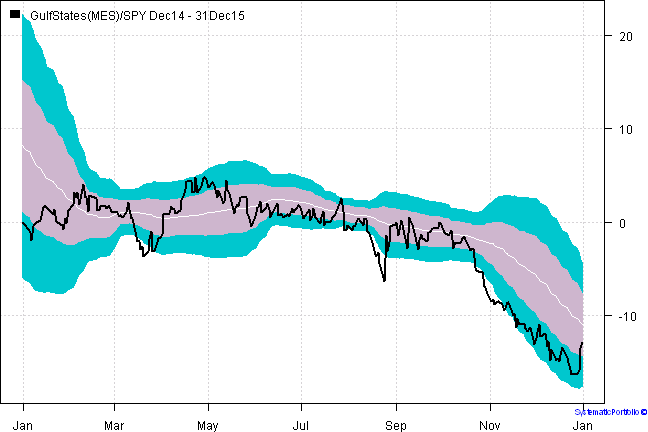 GulfStates(MES)/SPY Dec14 - 31Dec15
20
10
0
-10
Jan Mar May Jul Sep Nov Jan
SystematicPortfolio ©